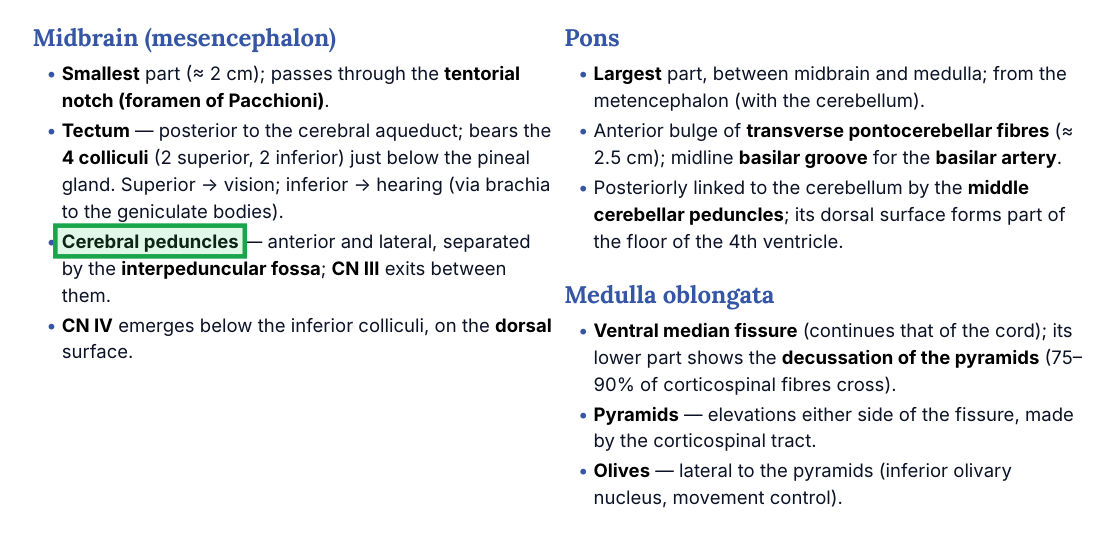 Midbrain (mesencephalon)
• Smallest part (≈ 2 cm); passes through the tentorial
notch (foramen of Pacchioni).
• Tectum — posterior to the cerebral aqueduct; bears the
4 colliculi (2 superior, 2 inferior) just below the pineal
gland. Superior → vision; inferior → hearing (via brachia
to the geniculate bodies).
• Cerebral peduncles — anterior and lateral, separated
by the interpeduncular fossa; CN III exits between
them.
• CN IV emerges below the inferior colliculi, on the dorsal
surface.
Pons
• Largest part, between midbrain and medulla; from the
metencephalon (with the cerebellum).
• Anterior bulge of transverse pontocerebellar fibres (≈
2.5 cm); midline basilar groove for the basilar artery.
• Posteriorly linked to the cerebellum by the middle
cerebellar peduncles; its dorsal surface forms part of
the floor of the 4th ventricle.
Medulla oblongata
• Ventral median fissure (continues that of the cord); its
lower part shows the decussation of the pyramids (75–
90% of corticospinal fibres cross).
• Pyramids — elevations either side of the fissure, made
by the corticospinal tract.
• Olives — lateral to the pyramids (inferior olivary
nucleus, movement control).